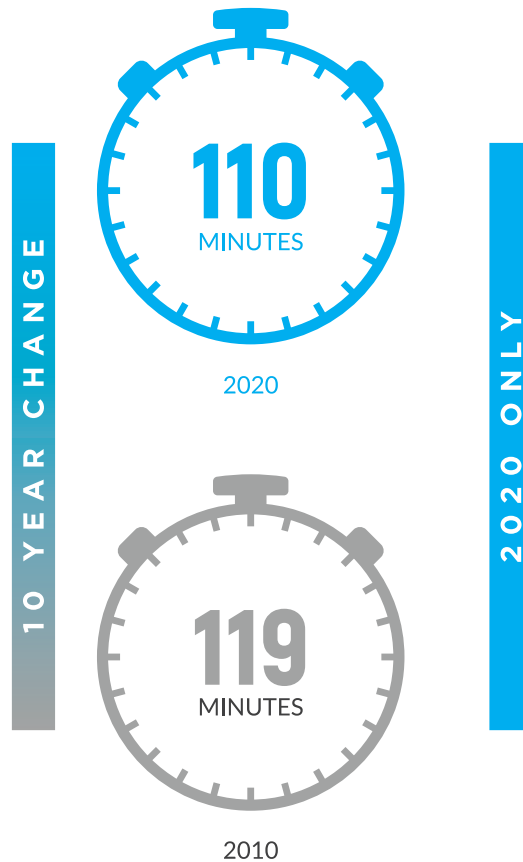 10 YEAR CHANGE
110
MINUTES
2020
119
MINUTES
2010
2020 ONLY